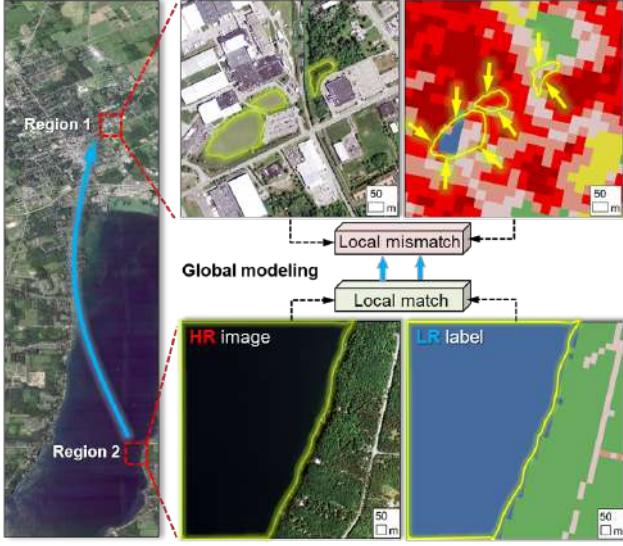 Region 1
50
m
50
m
Local mismatch
Global modeling
Local match
HR image
LR label
Region 2
50
m
50
m